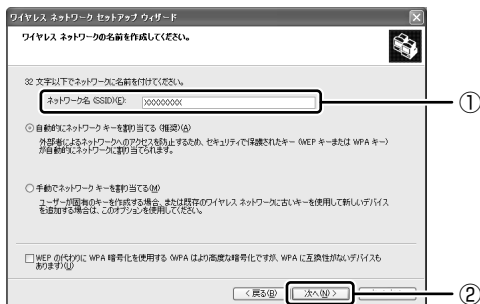 ワイヤレス ネットワーク セットアップ ウィザード
ワイヤレス ネットワークの名前を作成してください。
32 文字以下でネットワークに名前を付けてください。
ネットワーク名 (SSID)(E): XXXXXXXX
①
自動的にネットワーク キーを割り当てる (推奨)(A)
外部者によるネットワークへのアクセスを防止するため、セキュリティで保護されたキー (WEP キーまたは WPA キー)
が自動的にネットワークに割り当てられます。
手動でネットワーク キーを割り当てる(M)
ユーザーが固有のキーを作成する場合、または既存のワイヤレス ネットワークに古いキーを使用して新しいデバイス
を追加する場合は、このオプションを使用してください。
WEP の代わりに WPA 暗号化を使用する (WPA はより高度な暗号化ですが、WPA に互換性がないデバイスも
あります)(U)
< 戻る(B) 次へ(N) >
②